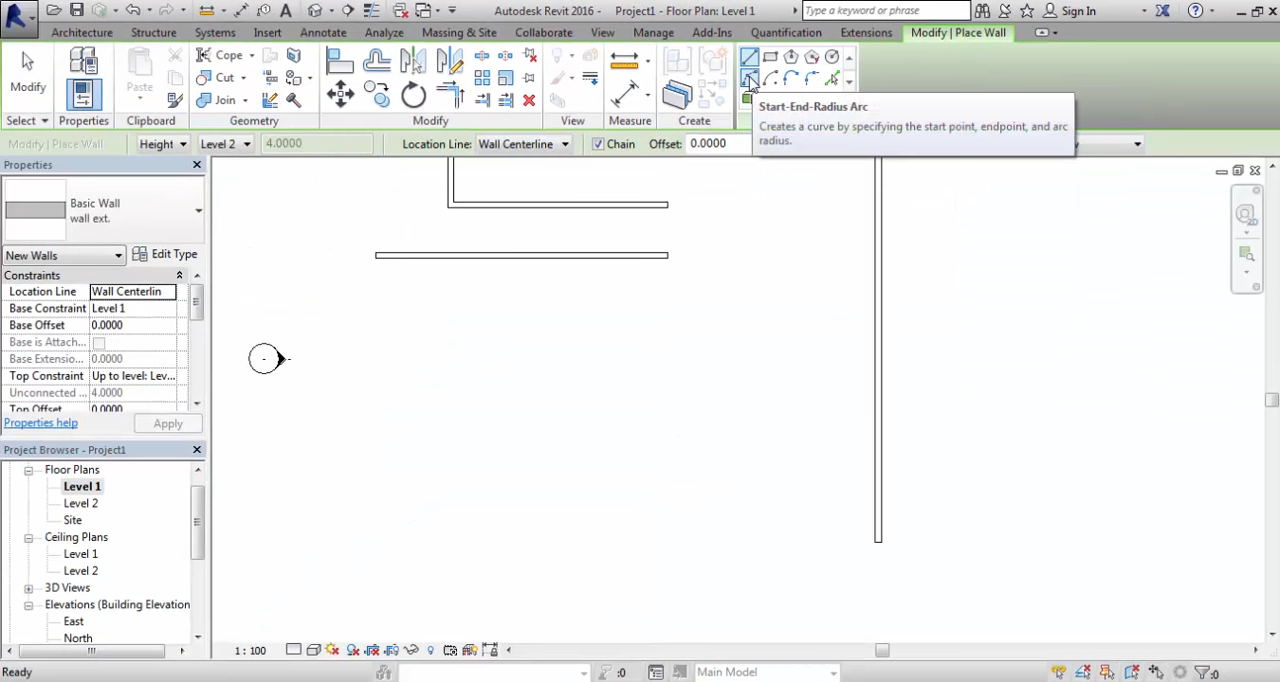 Autodesk Revit 2016 - Project1 - Floor Plan: Level 1
Type a keyword or phrase
Sign In
Architecture Structure Systems Insert Annotate Analyze Massing & Site Collaborate View Manage Add-Ins Quantification Extensions Modify | Place Wall
Modify
Paste
Cope
Cut
Join
Select Properties Clipboard Geometry Modify View Measure Create
Start-End-Radius Arc
Creates a curve by specifying the start point, endpoint, and arc
radius.
Modify | Place Wall Height Level 2 4.0000 Location Line: Wall Centerline Chain Offset: 0.0000
Properties
Basic Wall
wall ext.
New Walls Edit Type
Constraints
Location Line Wall Centerlin
Base Constraint Level 1
Base Offset 0.0000
Base is Attach...
Base Extensio... 0.0000
Top Constraint Up to level: Lev...
Unconnected ... 4.0000
Top Offset 0.0000
Properties help Apply
Project Browser - Project1
Floor Plans
Level 1
Level 2
Site
Ceiling Plans
Level 1
Level 2
3D Views
Elevations (Building Elevation
East
North
1 : 100
Ready :0 Main Model :0
2D